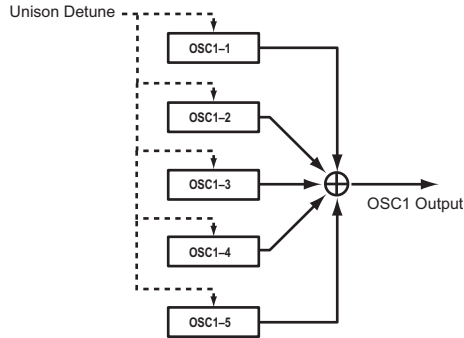 Unison Detune
OSC1–1
OSC1–2
OSC1–3
OSC1–4
OSC1–5
OSC1 Output